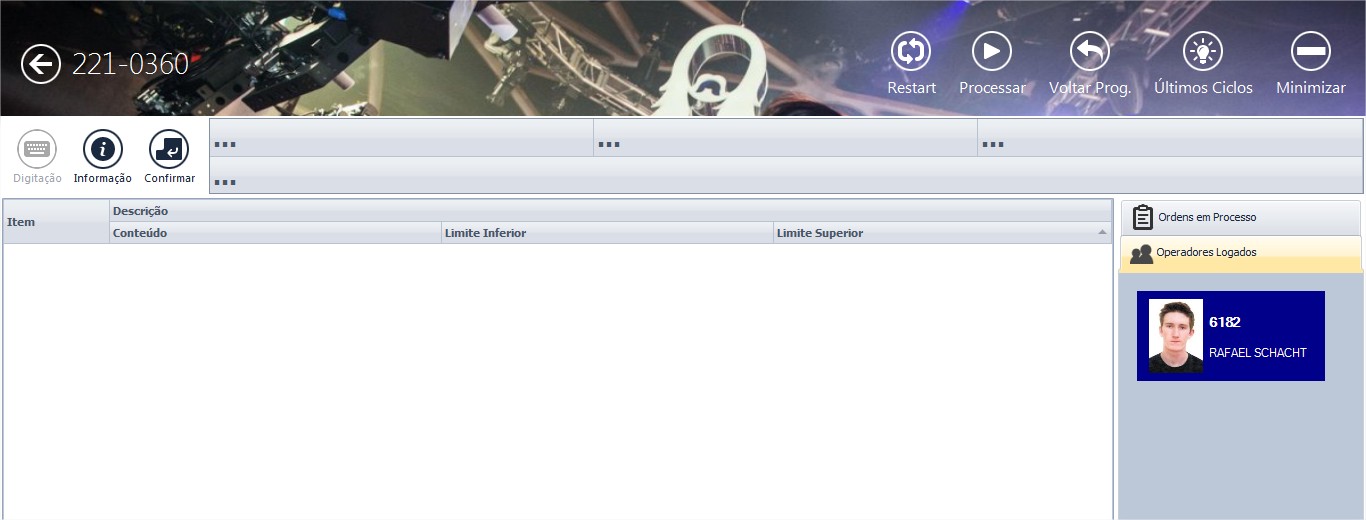 221-0360
Restart
Processar
Voltar Prog.
Últimos Ciclos
Minimizar
Digitação
Informação
Confirmar
...
...
...
...
Item
Descrição
Conteúdo
Limite Inferior
Limite Superior
Ordens em Processo
Operadores Logados
6182
RAFAEL SCHACHT